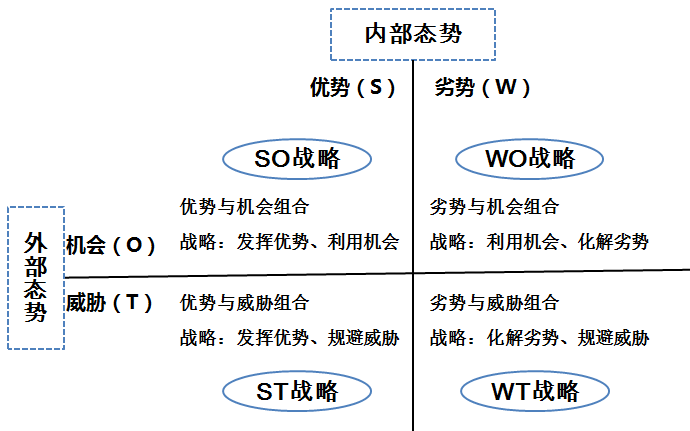 内部态势
优势（S）
劣势（W）
SO战略
WO战略
优势与机会组合
劣势与机会组合
外部态势
机会（O）
战略：发挥优势、利用机会
战略：利用机会、化解劣势
威胁（T）
优势与威胁组合
劣势与威胁组合
战略：发挥优势、规避威胁
战略：化解劣势、规避威胁
ST战略
WT战略